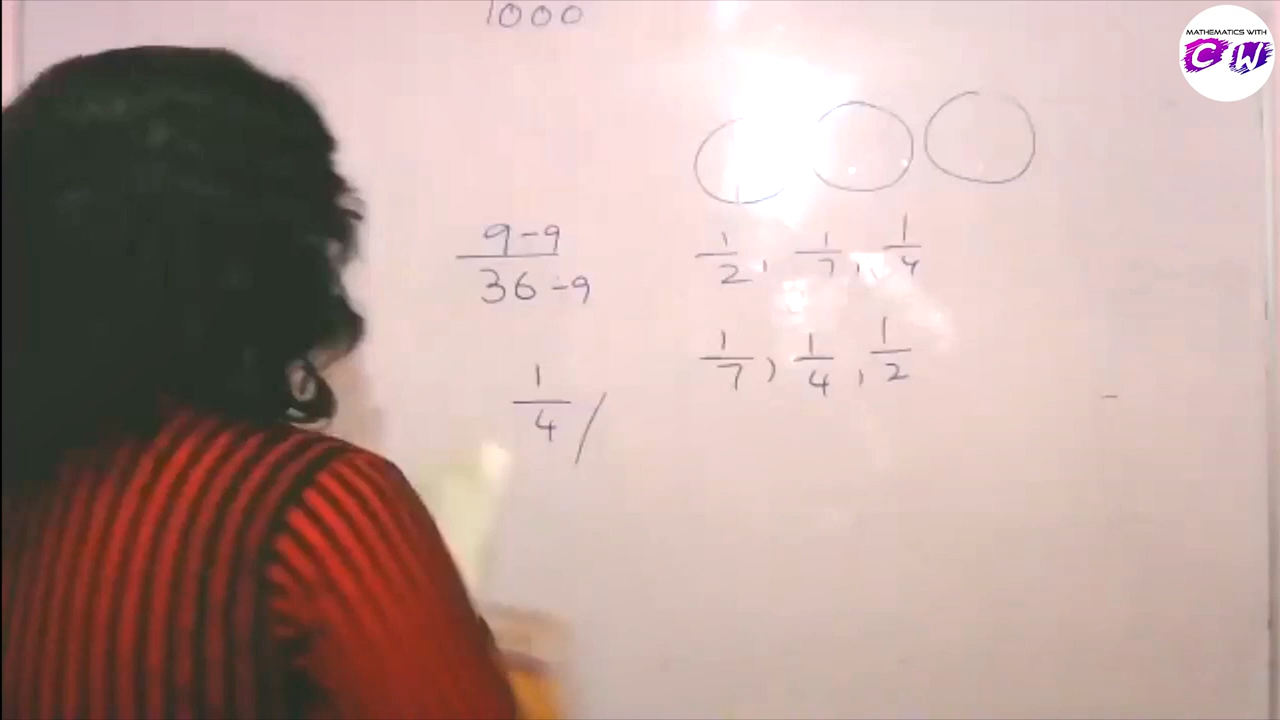 1000
MATHEMATICS WITH
CW
9-9
36÷9
1
4 /
1/2, 1/7, 1/4
1/7, 1/4, 1/2